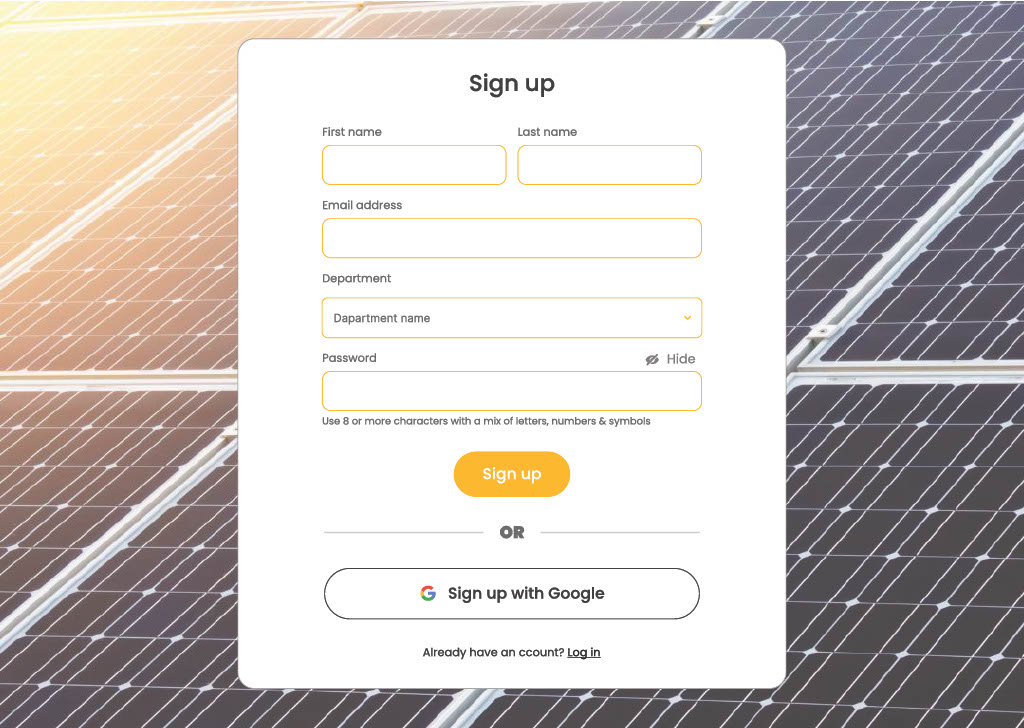 Sign up
First name Last name
Email address
Department
Dapartment name
Password Hide
Use 8 or more characters with a mix of letters, numbers & symbols
Sign up
OR
Sign up with Google
Already have an ccount? Log in